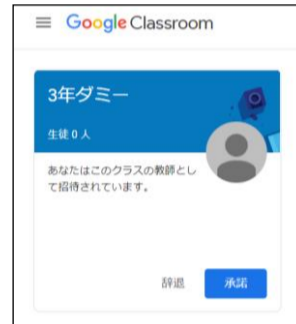 Google Classroom
3年ダミー
生徒 0 人
あなたはこのクラスの教師とし
て招待されています。
辞退 承諾